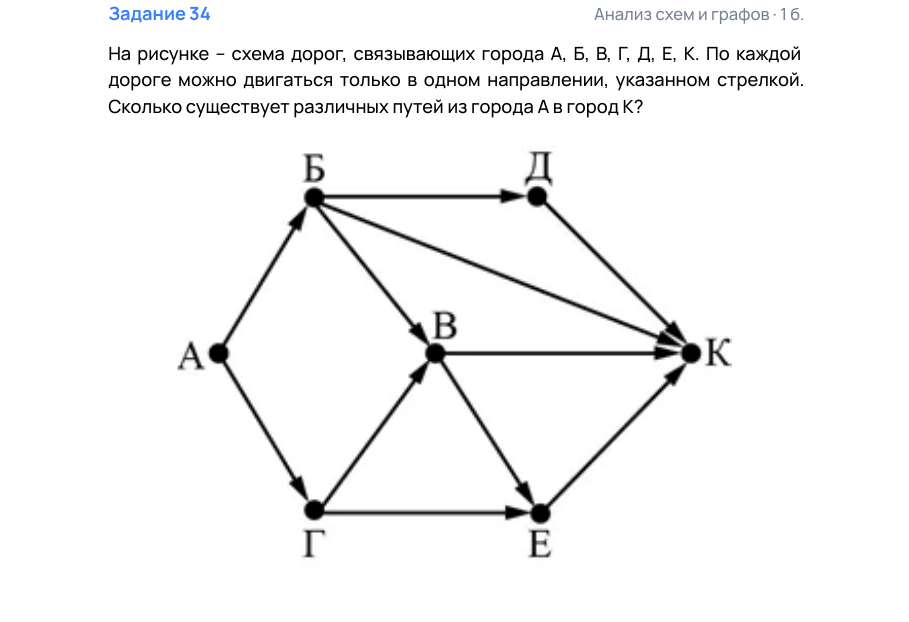 Задание 34
Анализ схем и графов · 1 б.
На рисунке – схема дорог, связывающих города А, Б, В, Г, Д, Е, К. По каждой
дороге можно двигаться только в одном направлении, указанном стрелкой.
Сколько существует различных путей из города А в город К?
Б
Д
В
А
К
Г
Е